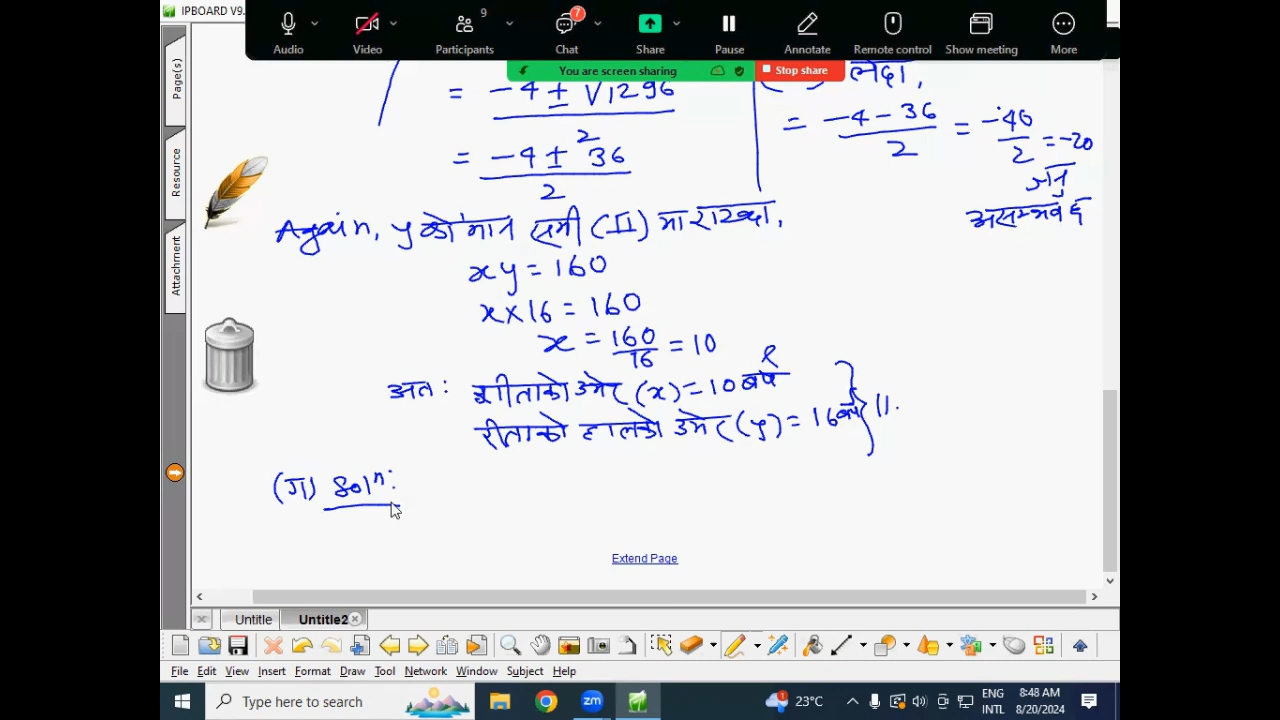 IPBOARD V9.
Audio
Video
9
Participants
7
Chat
Share
Pause
Annotate
Remote control
Show meeting
More
You are screen sharing
Stop share
Page(s)
Resource
Attachment
= -4 ± √1296 / 2
= -4 ± 36 / 2
लिँदा,
= -4 - 36 / 2 = -40 / 2 = -20
जुन
असम्भव छ
Again, y को मान समी (II) मा राख्दा,
xy = 160
x × 16 = 160
x = 160 / 16 = 10
अत: गीताको उमेर (x) = 10 वर्ष र
रीताको हालको उमेर (y) = 16 वर्ष
(ग) Solⁿ:
Extend Page
Untitle
Untitle2
File Edit View Insert Format Draw Tool Network Window Subject Help
Type here to search
zm
23°C
ENG
INTL
8:48 AM
8/20/2024